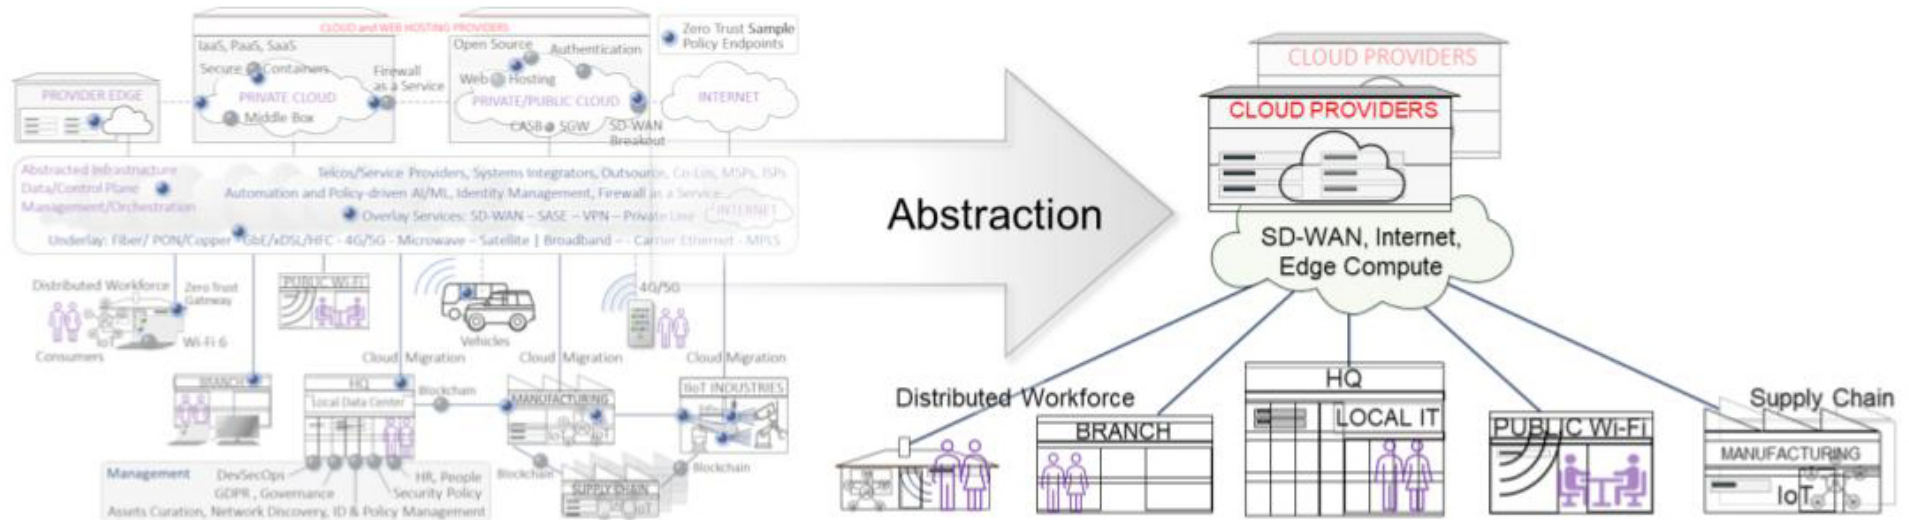 CLOUD and WEB HOSTING PROVIDERS
Zero Trust Sample
Policy Endpoints
IaaS, PaaS, SaaS
Secure Containers
PRIVATE CLOUD
Middle Box
Firewall
as a Service
Open Source
Authentication
Web Hosting
PRIVATE/PUBLIC CLOUD
CASB SGW
SD-WAN
Breakout
INTERNET
PROVIDER EDGE
Abstracted Infrastructure
Data/Control Plane
Management/Orchestration
Telcos/Service Providers, Systems Integrators, Outsource, Co-Los, MSPs, ISPs
Automation and Policy-driven AI/ML, Identity Management, Firewall as a Service
Overlay Services: SD-WAN – SASE – VPN – Private Line
INTERNET
Underlay: Fiber/ PON/Copper - GbE/xDSL/HFC - 4G/5G - Microwave – Satellite | Broadband – - Carrier Ethernet - MPLS
Distributed Workforce
Zero Trust
Gateway
IoT
Wi-Fi 6
Consumers
PUBLIC Wi-Fi
Vehicles
4G/5G
Cloud Migration
Cloud Migration
Cloud Migration
BRANCH
HQ
Local Data Center
Blockchain
MANUFACTURING
IoT
IIoT INDUSTRIES
Blockchain
Blockchain
SUPPLY CHAIN
IoT
Management
DevSecOps
HR, People
GDPR , Governance
Security Policy
Assets Curation, Network Discovery, ID & Policy Management
Abstraction
CLOUD PROVIDERS
CLOUD PROVIDERS
SD-WAN, Internet,
Edge Compute
Distributed Workforce
BRANCH
HQ
LOCAL IT
PUBLIC Wi-Fi
Supply Chain
MANUFACTURING
IoT